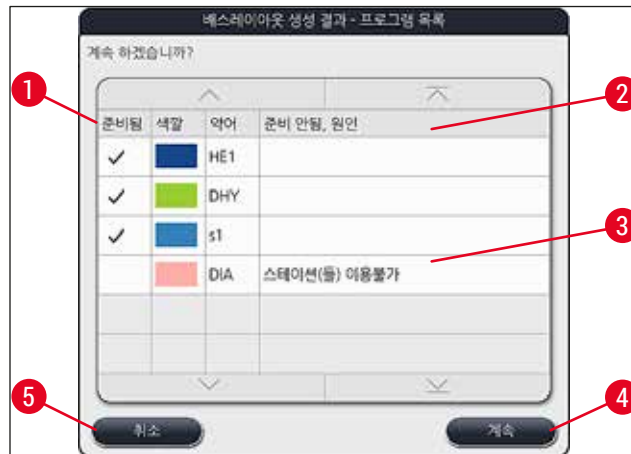 배스레이아웃 생성 결과 - 프로그램 목록
계속 하겠습니까?
1
2
준비됨 색깔 약어 준비 안됨, 원인
HE1
DHY
s1
3
DIA 스테이션(들) 이용불가
5
4
취소 계속